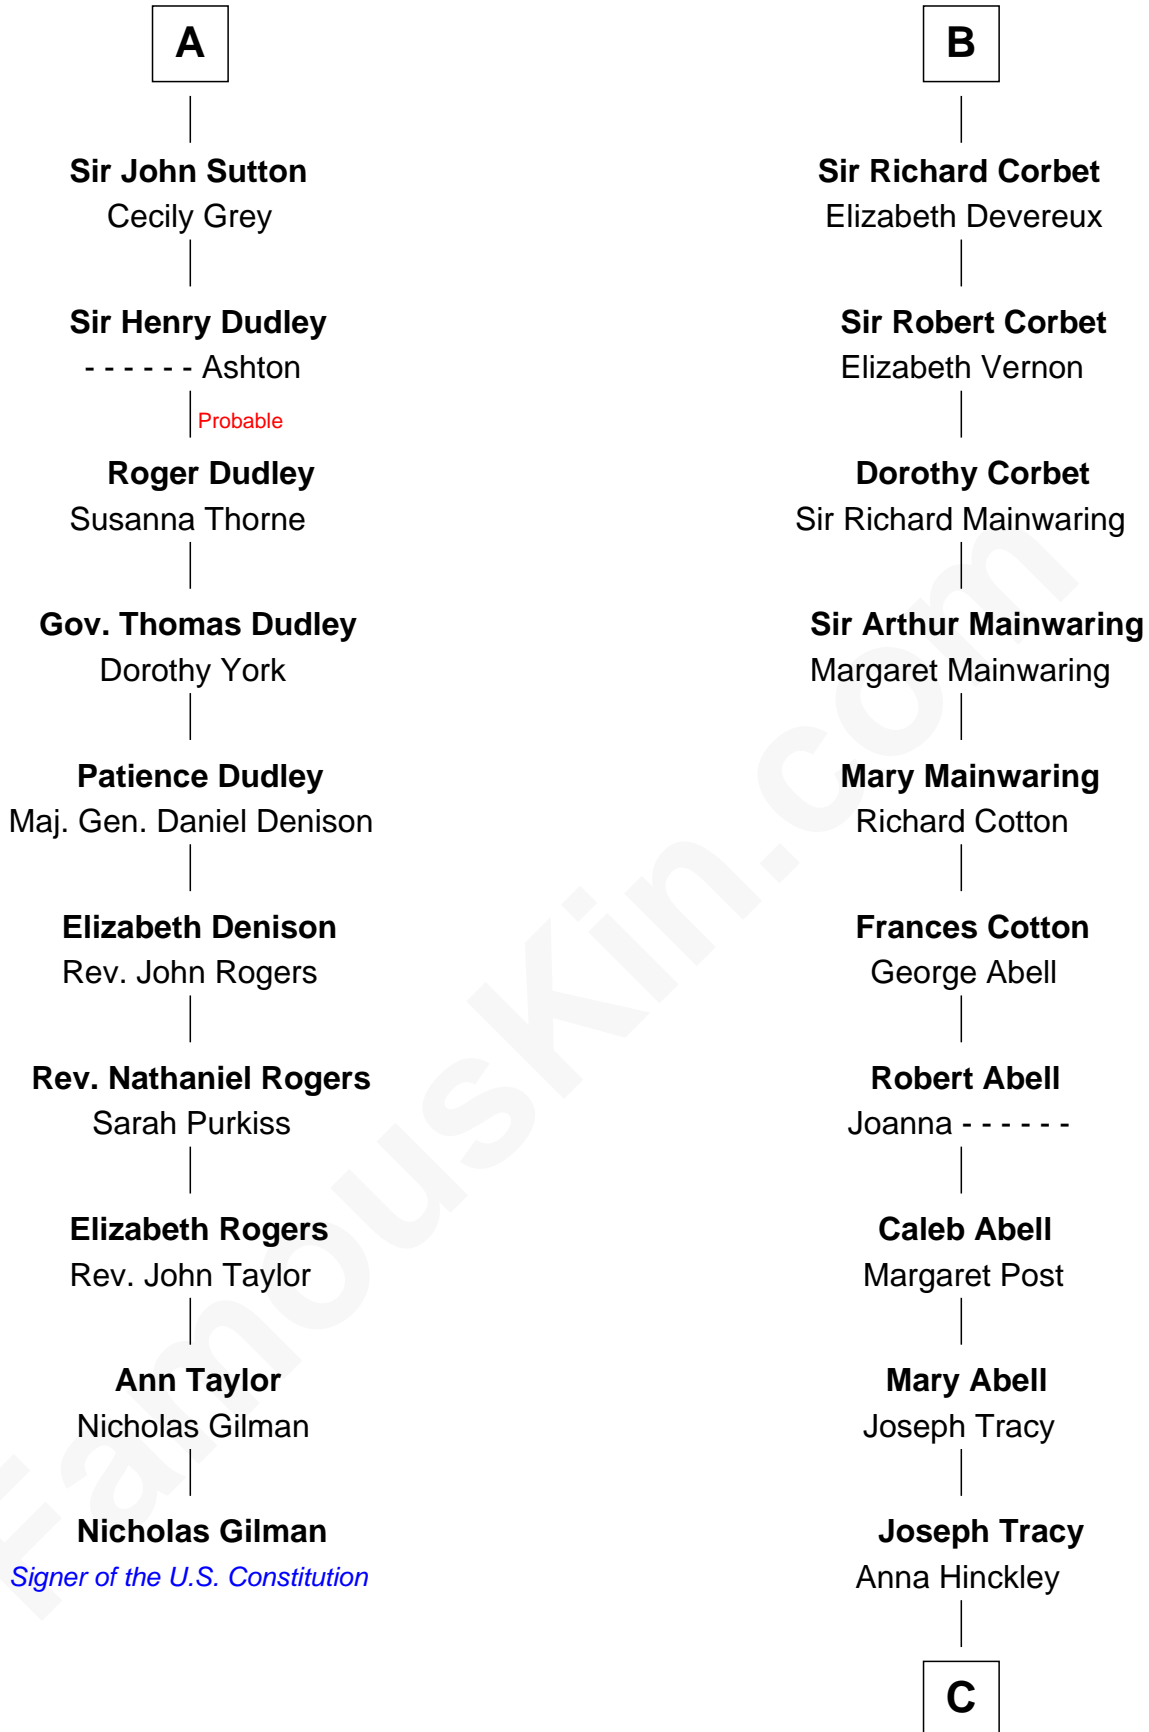 A
Sir John Sutton
Cecily Grey
Sir Henry Dudley
- - - - - - Ashton
Probable
Roger Dudley
Susanna Thorne
Gov. Thomas Dudley
Dorothy York
Patience Dudley
Maj. Gen. Daniel Denison
Elizabeth Denison
Rev. John Rogers
Rev. Nathaniel Rogers
Sarah Purkiss
Elizabeth Rogers
Rev. John Taylor
Ann Taylor
Nicholas Gilman
Nicholas Gilman
Signer of the U.S. Constitution
B
Sir Richard Corbet
Elizabeth Devereux
Sir Robert Corbet
Elizabeth Vernon
Dorothy Corbet
Sir Richard Mainwaring
Sir Arthur Mainwaring
Margaret Mainwaring
Mary Mainwaring
Richard Cotton
Frances Cotton
George Abell
Robert Abell
Joanna - - - - - -
Caleb Abell
Margaret Post
Mary Abell
Joseph Tracy
Joseph Tracy
Anna Hinckley
C
FamousKin.com